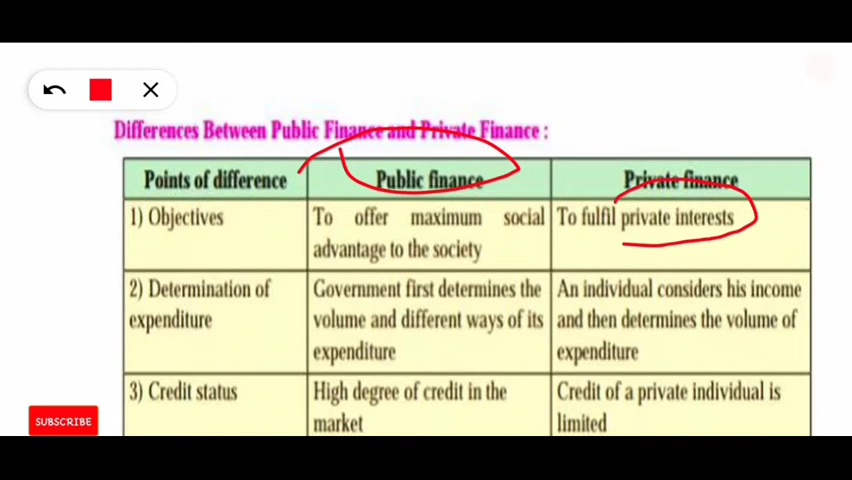 Differences Between Public Finance and Private Finance :
Points of difference
Public finance
Private finance
1) Objectives
To offer maximum social
advantage to the society
To fulfil private interests
2) Determination of
expenditure
Government first determines the
volume and different ways of its
expenditure
An individual considers his income
and then determines the volume of
expenditure
3) Credit status
High degree of credit in the
market
Credit of a private individual is
limited
SUBSCRIBE